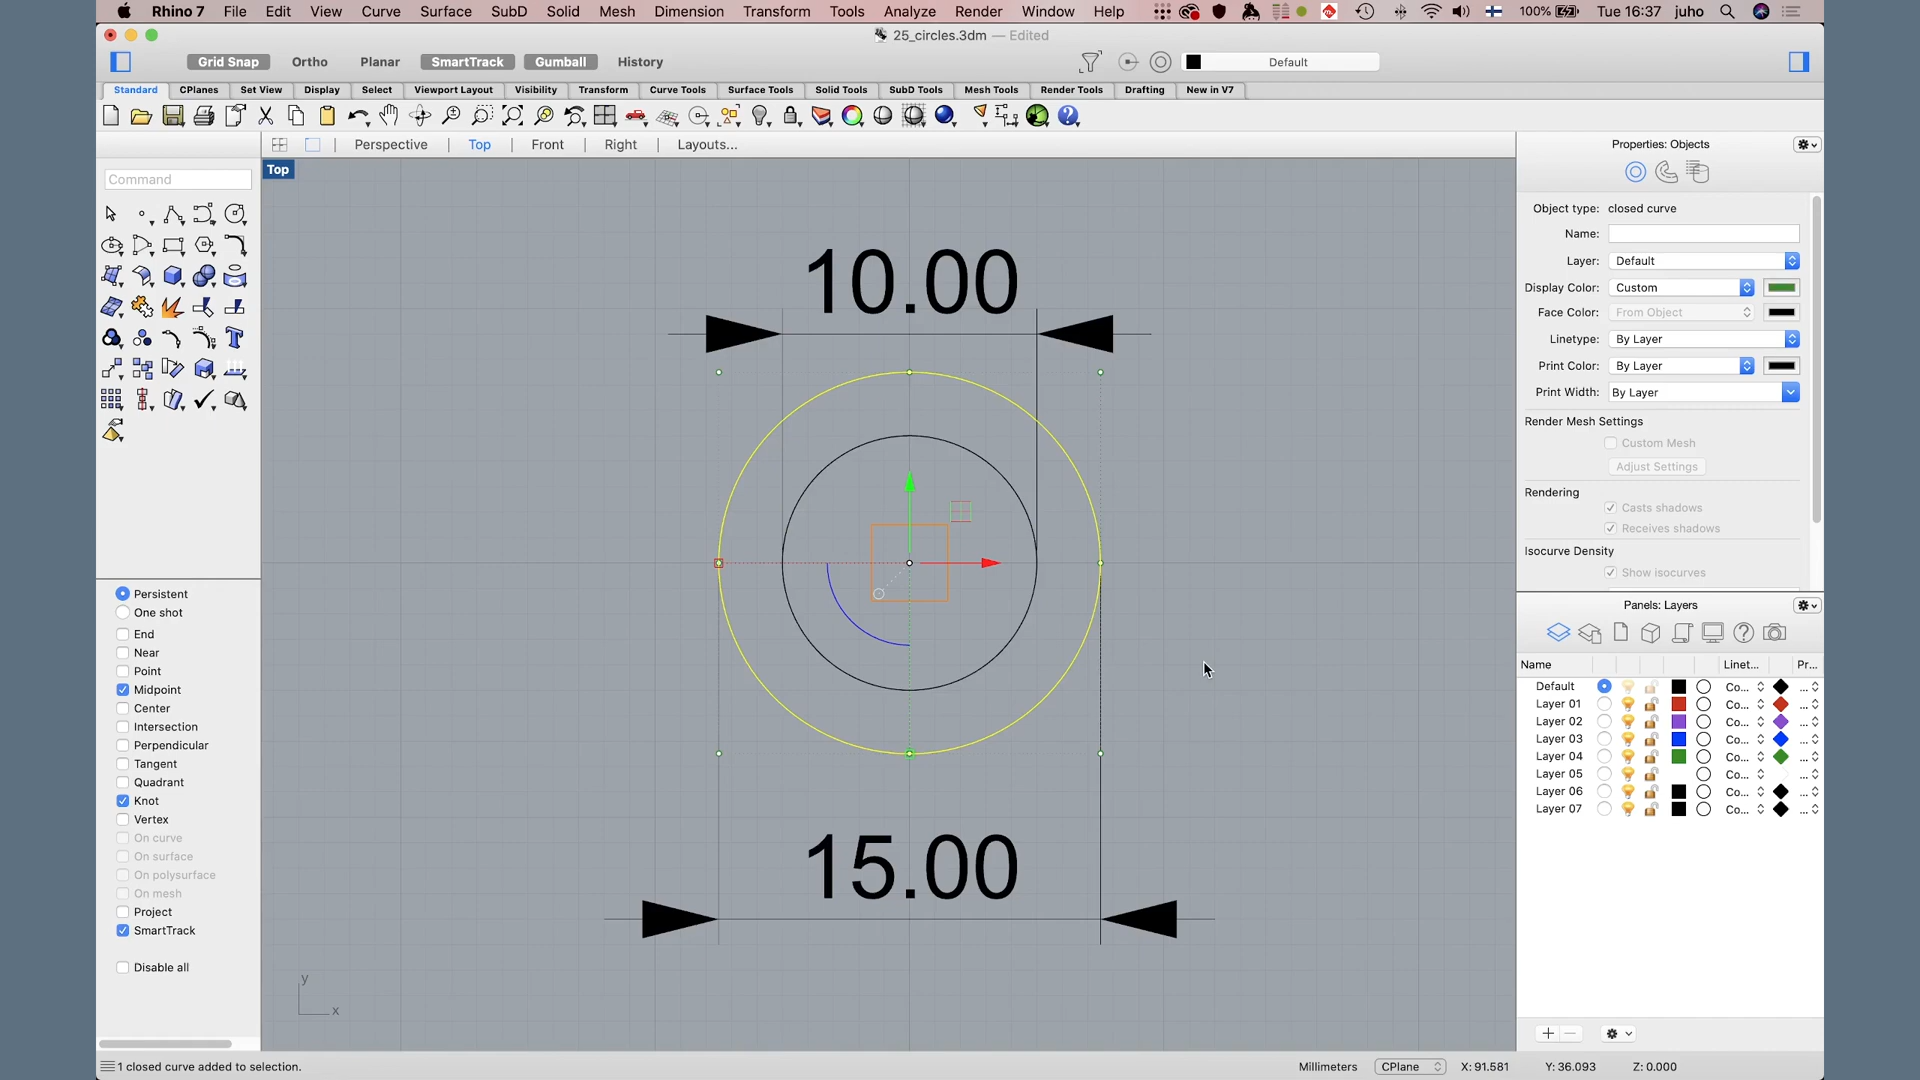 Rhino 7 File Edit View Curve Surface SubD Solid Mesh Dimension Transform Tools Analyze Render Window Help 100% Tue 16:37 juho
25_circles.3dm — Edited
Grid Snap Ortho Planar SmartTrack Gumball History Default
Standard CPlanes Set View Display Select Viewport Layout Visibility Transform Curve Tools Surface Tools Solid Tools SubD Tools Mesh Tools Render Tools Drafting New in V7
Perspective Top Front Right Layouts...
Top
Command
10.00
15.00
y
x
Persistent
One shot
End
Near
Point
Midpoint
Center
Intersection
Perpendicular
Tangent
Quadrant
Knot
Vertex
On curve
On surface
On polysurface
On mesh
Project
SmartTrack
Disable all
Properties: Objects
Object type: closed curve
Name:
Layer: Default
Display Color: Custom
Face Color: From Object
Linetype: By Layer
Print Color: By Layer
Print Width: By Layer
Render Mesh Settings
Custom Mesh
Adjust Settings
Rendering
Casts shadows
Receives shadows
Isocurve Density
Show isocurves
Panels: Layers
Name Linet... Pr...
Default Co... ...
Layer 01 Co... ...
Layer 02 Co... ...
Layer 03 Co... ...
Layer 04 Co... ...
Layer 05 Co... ...
Layer 06 Co... ...
Layer 07 Co... ...
1 closed curve added to selection. Millimeters CPlane X: 91.581 Y: 36.093 Z: 0.000